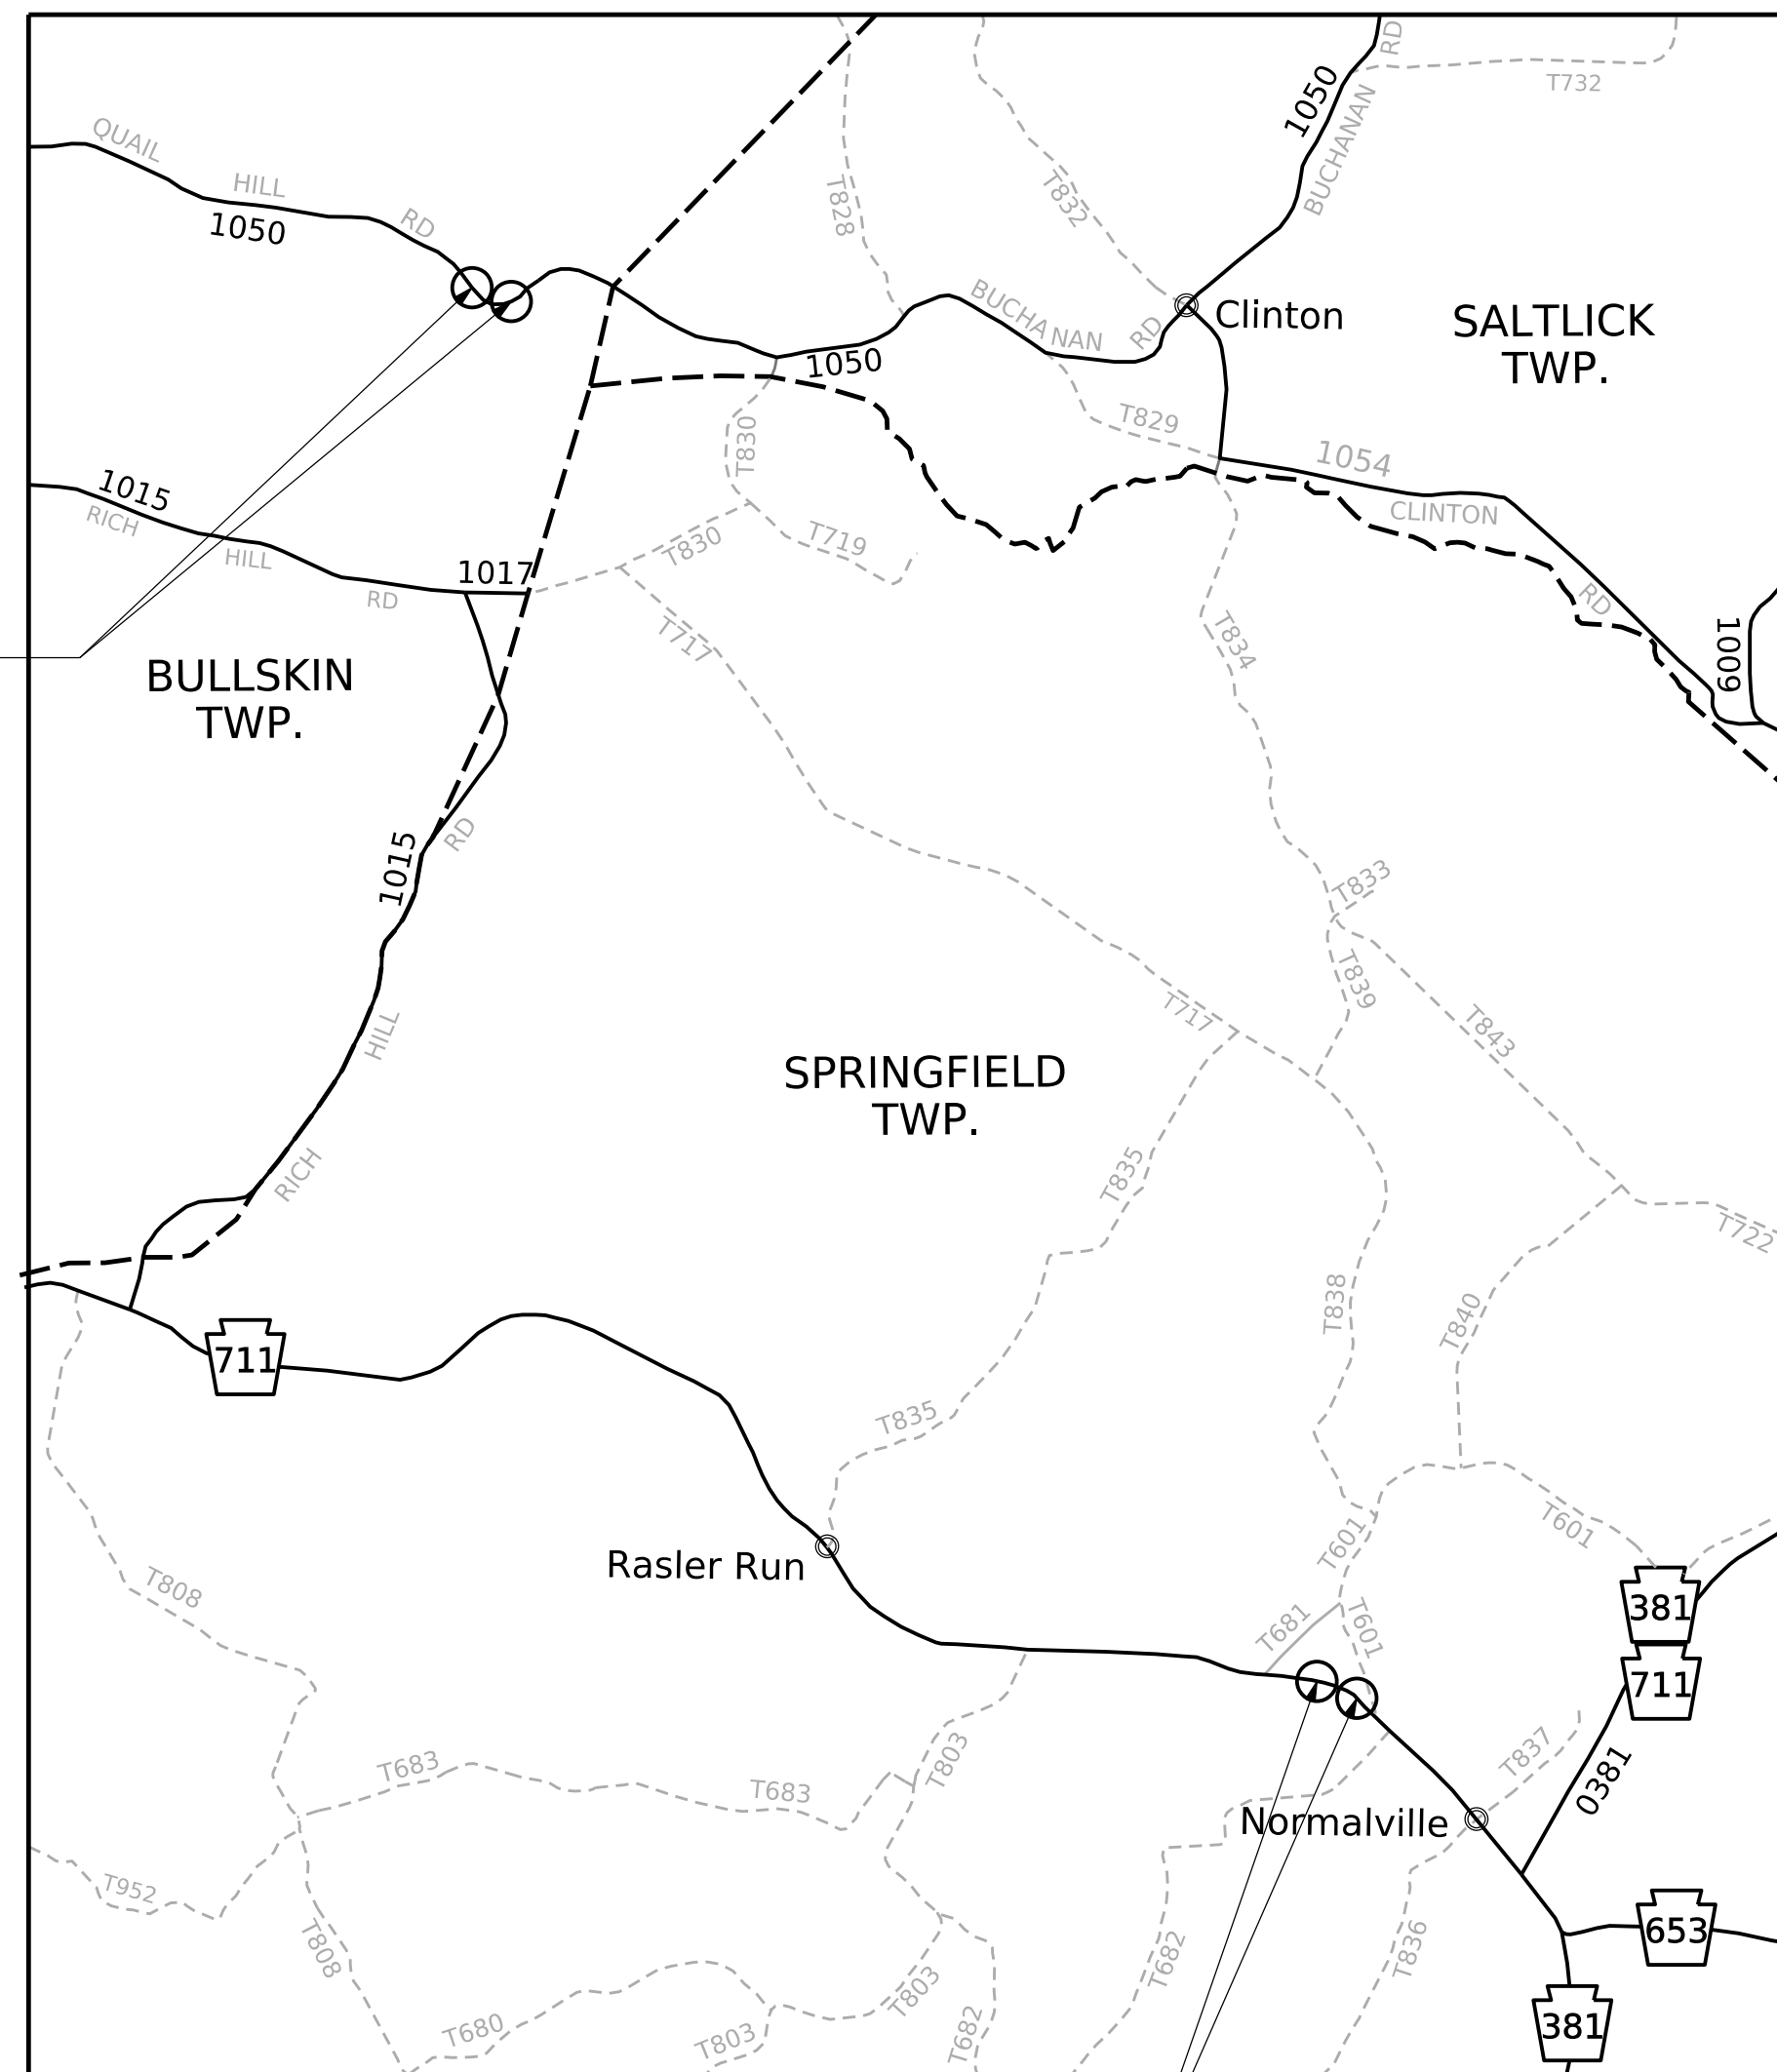 RD
T732
1050
BUCHANAN
QUAIL
HILL
RD
1050
T828
T832
BUCHANAN
RD
Clinton
SALTLICK
TWP.
1050
T829
T830
1054
1015
RICH
HILL
RD
1017
T830
T719
CLINTON
RD
T717
T834
1009
BULLSKIN
TWP.
1015
RD
T833
T839
T717
T843
HILL
SPRINGFIELD
TWP.
RICH
T835
T722
T838
T840
711
T835
T601
T601
Rasler Run
T808
381
T681
T601
711
T683
T683
T803
T837
0381
Normalville
T952
T808
653
T682
T836
T803
T680
T803
T682
381